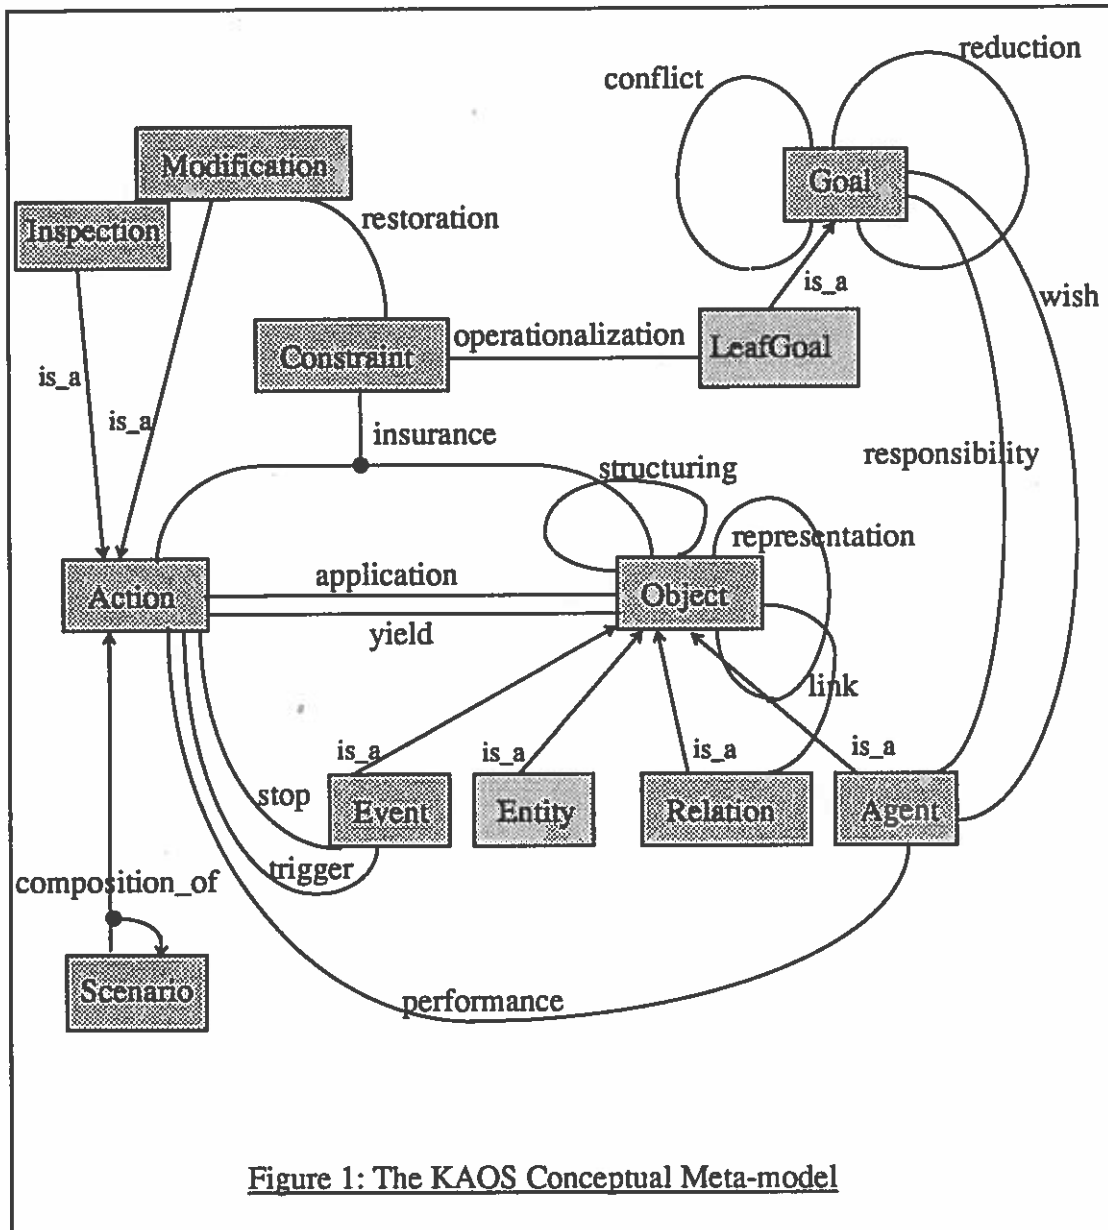 reduction
conflict
Modification
Goal
restoration
Inspection
is_a
wish
operationalization
Constraint
LeafGoal
is_a
is_a
insurance
structuring
responsibility
representation
application
Action
Object
yield
link
is_a
is_a
is_a
is_a
stop
Event
Entity
Relation
Agent
trigger
composition_of
Scenario
performance
Figure 1: The KAOS Conceptual Meta-model